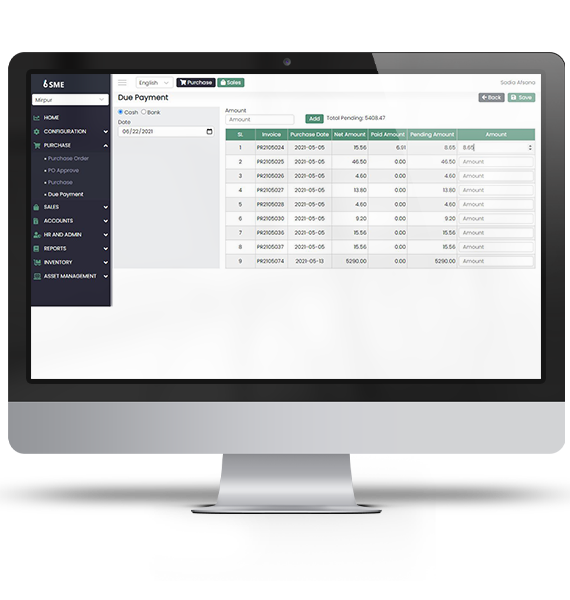 SME
English
Purchase
Sales
Sadia Afsana
Mirpur
Due Payment
Back
Save
HOME
CONFIGURATION
PURCHASE
Purchase Order
PO Approve
Purchase
Due Payment
SALES
ACCOUNTS
HR AND ADMIN
REPORTS
INVENTORY
ASSET MANAGEMENT
Cash Bank
Date
06/22/2021
Amount
Amount Add Total Pending: 5408.47
SL Invoice Purchase Date Net Amount Paid Amount Pending Amount Amount
1 PR2105024 2021-05-05 15.56 6.91 8.65 8.65
2 PR2105025 2021-05-05 46.50 0.00 46.50 Amount
3 PR2105026 2021-05-05 4.60 0.00 4.60 Amount
4 PR2105027 2021-05-05 13.80 0.00 13.80 Amount
5 PR2105028 2021-05-05 4.60 0.00 4.60 Amount
6 PR2106030 2021-05-05 9.20 0.00 9.20 Amount
7 PR2105036 2021-05-05 15.56 0.00 15.56 Amount
8 PR2105037 2021-05-05 15.56 0.00 15.56 Amount
9 PR2105074 2021-05-13 5290.00 0.00 5290.00 Amount